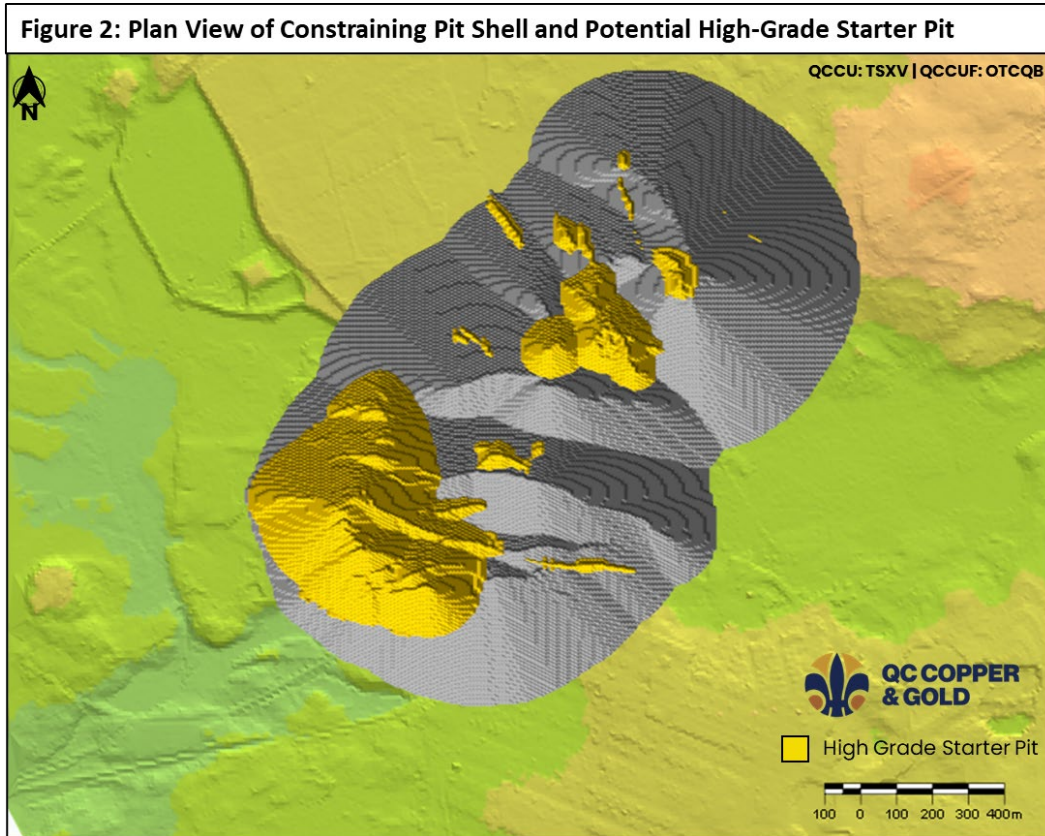 Figure 2: Plan View of Constraining Pit Shell and Potential High-Grade Starter Pit
QCCU: TSXV | QCCUF: OTCQB
N
QC COPPER
& GOLD
High Grade Starter Pit
100 0 100 200 300 400m